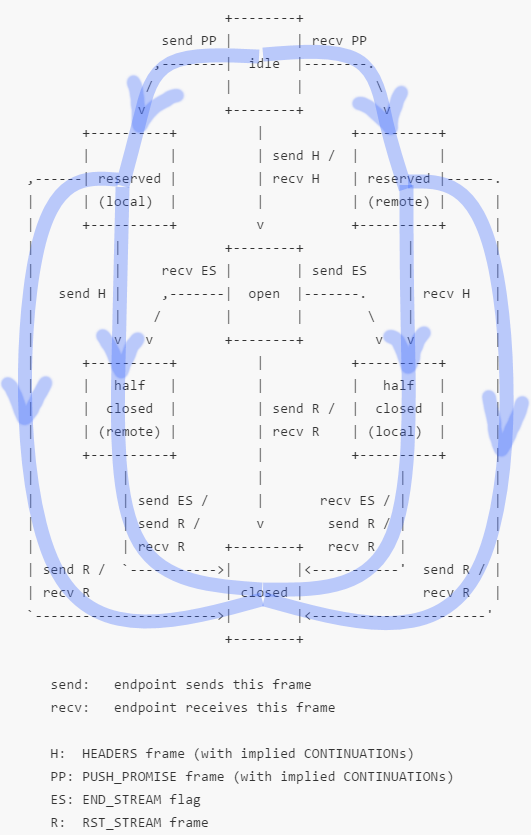 +--------+
                 send PP |        | recv PP
                ,--------|  idle  |--------.
               /         |        |         \
              v          +--------+          v
       +----------+          |           +----------+
       |          |          | send H /  |          |
,------| reserved |          | recv H    | reserved |------.
|      | (local)  |          |           | (remote) |      |
|      +----------+          v           +----------+      |
|          |             +--------+             |          |
|          |     recv ES |        | send ES     |          |
|   send H |     ,-------|  open  |-------.     | recv H   |
|          |    /        |        |        \    |          |
|          v   v         +--------+         v   v          |
|      +----------+          |           +----------+      |
|      |   half   |          |           |   half   |      |
|      |  closed  |          | send R /  |  closed  |      |
|      | (remote) |          | recv R    | (local)  |      |
|      +----------+          |           +----------+      |
|           |                |                 |           |
|           | send ES /      |       recv ES / |           |
|           | send R /       v        send R / |           |
|           | recv R     +--------+   recv R   |           |
| send R /  `----------->|        |<-----------'  send R / |
| recv R                 | closed |               recv R   |
`----------------------->|        |<----------------------'
                         +--------+
send:   endpoint sends this frame
recv:   endpoint receives this frame
H:  HEADERS frame (with implied CONTINUATIONs)
PP: PUSH_PROMISE frame (with implied CONTINUATIONs)
ES: END_STREAM flag
R:  RST_STREAM frame